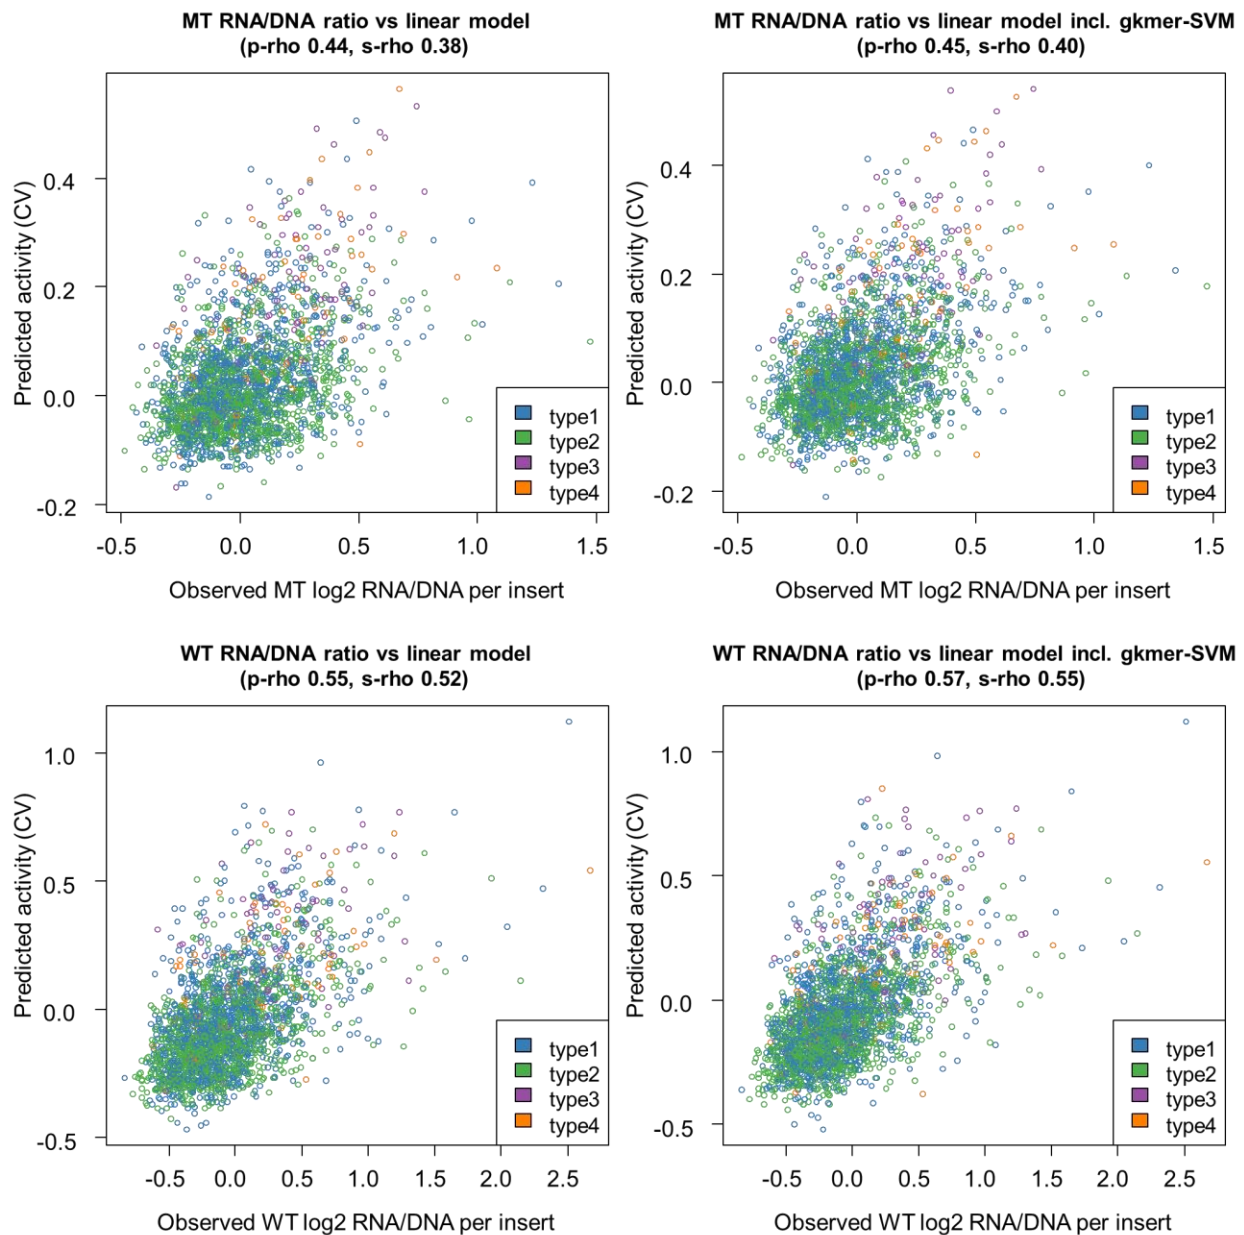 MT RNA/DNA ratio vs linear model
(p-rho 0.44, s-rho 0.38)
Predicted activity (CV)
0.4
0.2
0.0
-0.2
-0.5 0.0 0.5 1.0 1.5
Observed MT log2 RNA/DNA per insert
type1
type2
type3
type4
MT RNA/DNA ratio vs linear model incl. gkmer-SVM
(p-rho 0.45, s-rho 0.40)
Predicted activity (CV)
0.4
0.2
0.0
-0.2
-0.5 0.0 0.5 1.0 1.5
Observed MT log2 RNA/DNA per insert
type1
type2
type3
type4
WT RNA/DNA ratio vs linear model
(p-rho 0.55, s-rho 0.52)
Predicted activity (CV)
1.0
0.5
0.0
-0.5
-0.5 0.0 0.5 1.0 1.5 2.0 2.5
Observed WT log2 RNA/DNA per insert
type1
type2
type3
type4
WT RNA/DNA ratio vs linear model incl. gkmer-SVM
(p-rho 0.57, s-rho 0.55)
Predicted activity (CV)
1.0
0.5
0.0
-0.5
-0.5 0.0 0.5 1.0 1.5 2.0 2.5
Observed WT log2 RNA/DNA per insert
type1
type2
type3
type4